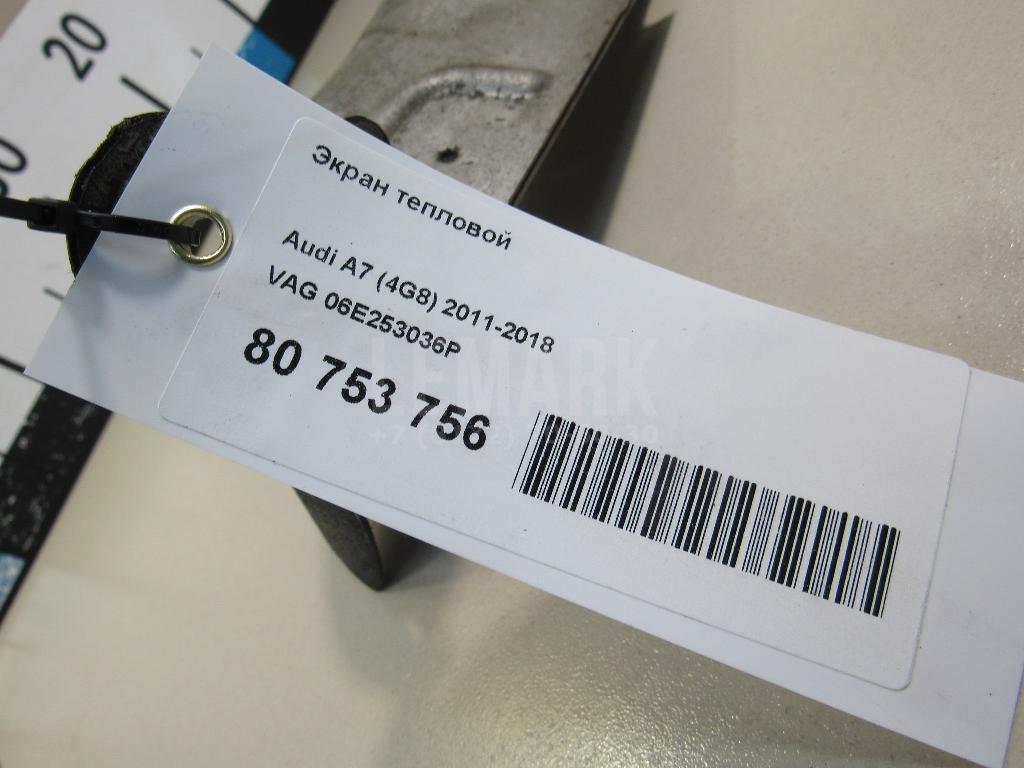 20
Экран тепловой
Audi A7 (4G8) 2011-2018
VAG 06E253036P
80 753 756
LEMARK